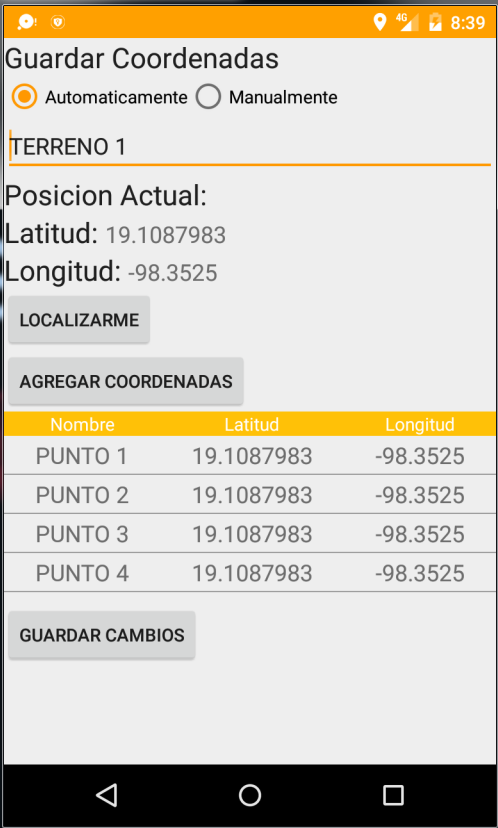 4G 8:39
Guardar Coordenadas
Automaticamente Manualmente
TERRENO 1
Posicion Actual:
Latitud: 19.1087983
Longitud: -98.3525
LOCALIZARME
AGREGAR COORDENADAS
Nombre Latitud Longitud
PUNTO 1 19.1087983 -98.3525
PUNTO 2 19.1087983 -98.3525
PUNTO 3 19.1087983 -98.3525
PUNTO 4 19.1087983 -98.3525
GUARDAR CAMBIOS